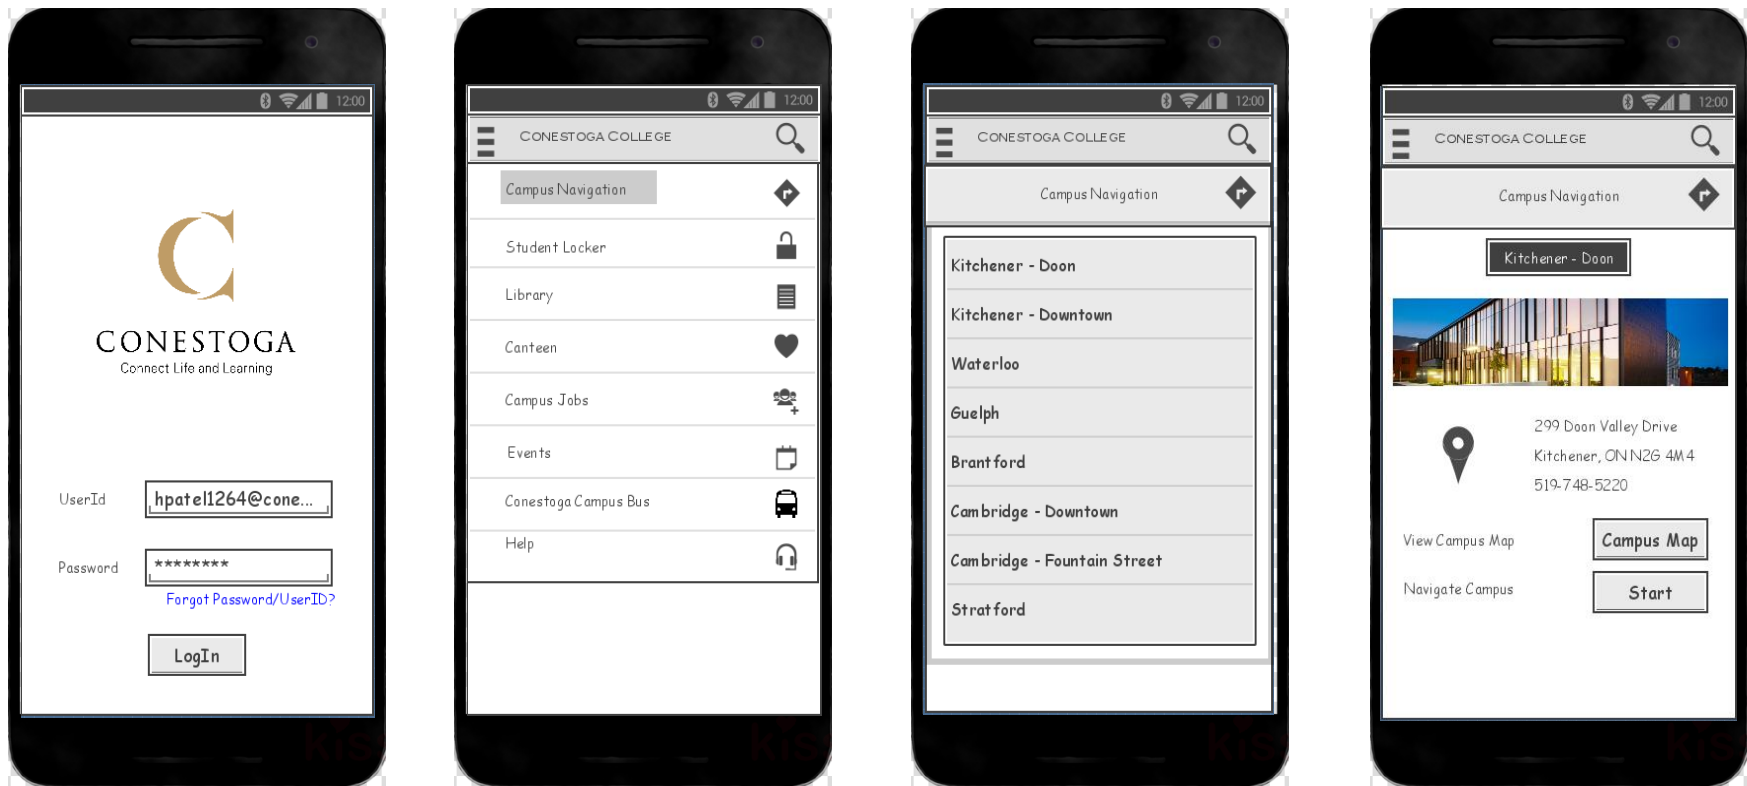 12:00
CONESTOGA
Connect Life and Learning
UserId
hpatel1264@cone...
Password
********
Forgot Password/UserID?
LogIn
12:00
CONESTOGA COLLEGE
Campus Navigation
Student Locker
Library
Canteen
Campus Jobs
Events
Conestoga Campus Bus
Help
kis
12:00
CONESTOGA COLLEGE
Campus Navigation
Kitchener - Doon
Kitchener - Downtown
Waterloo
Guelph
Brantford
Cambridge - Downtown
Cambridge - Fountain Street
Stratford
kis
12:00
CONESTOGA COLLEGE
Campus Navigation
Kitchener - Doon
299 Doon Valley Drive
Kitchener, ON N2G 4M4
519-748-5220
View Campus Map
Campus Map
Navigate Campus
Start
kis